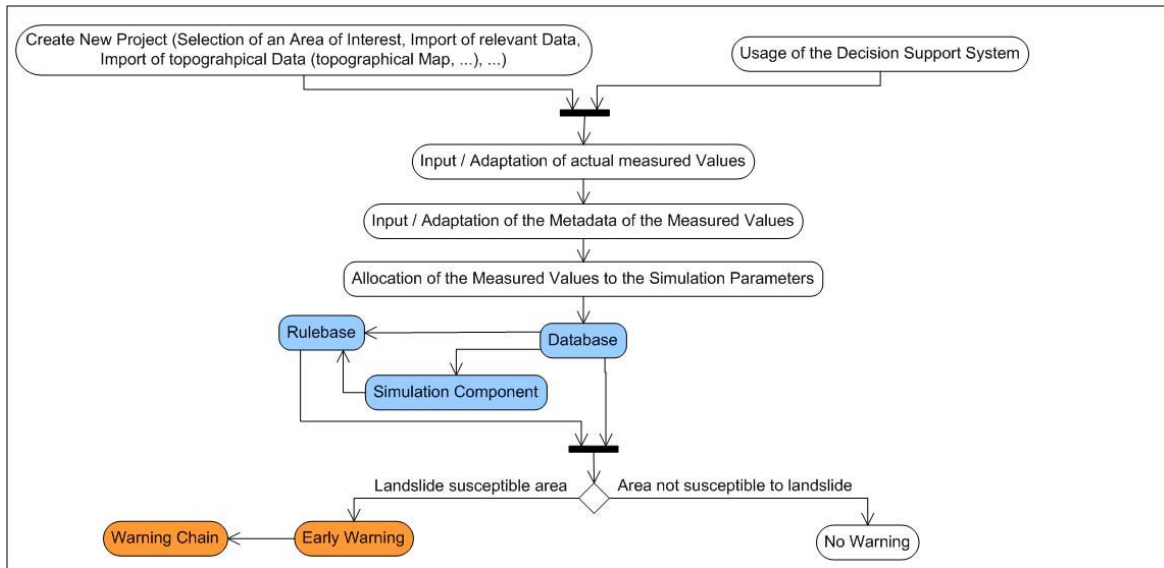 Create New Project (Selection of an Area of Interest, Import of relevant Data,
Import of topograhpical Data (topographical Map, ...), ...)
Usage of the Decision Support System
Input / Adaptation of actual measured Values
Input / Adaptation of the Metadata of the Measured Values
Allocation of the Measured Values to the Simulation Parameters
Rulebase
Database
Simulation Component
Landslide susceptible area
Area not susceptible to landslide
Warning Chain
Early Warning
No Warning